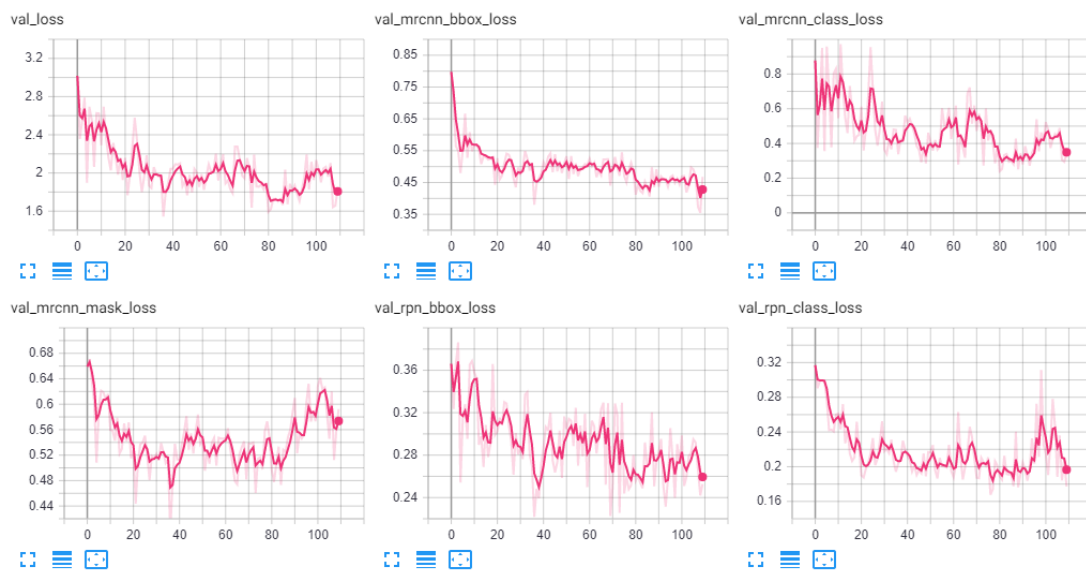 val_loss
3.2
2.8
2.4
2
1.6
0 20 40 60 80 100
val_mrcnn_bbox_loss
0.85
0.75
0.65
0.55
0.45
0.35
0 20 40 60 80 100
val_mrcnn_class_loss
0.8
0.6
0.4
0.2
0
0 20 40 60 80 100
val_mrcnn_mask_loss
0.68
0.64
0.6
0.56
0.52
0.48
0.44
0 20 40 60 80 100
val_rpn_bbox_loss
0.36
0.32
0.28
0.24
0 20 40 60 80 100
val_rpn_class_loss
0.32
0.28
0.24
0.2
0.16
0 20 40 60 80 100